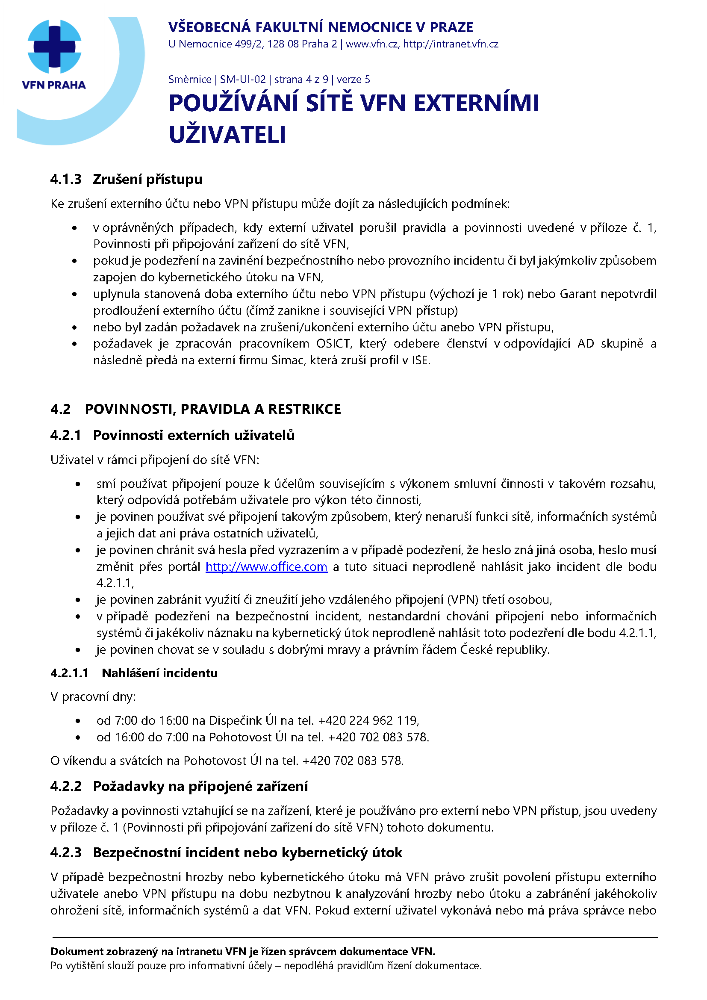 VFN PRAHA
VŠEOBECNÁ FAKULTNÍ NEMOCNICE V PRAZE
U Nemocnice 499/2, 128 08 Praha 2 | www.vfn.cz, http://intranet.vfn.cz
Směrnice | SM-UI-02 | strana 4 z 9 | verze 5
POUŽÍVÁNÍ SÍTĚ VFN EXTERNÍMI
UŽIVATELI
4.1.3 Zrušení přístupu
Ke zrušení externího účtu nebo VPN přístupu může dojít za následujících podmínek:
• v oprávněných případech, kdy externí uživatel porušil pravidla a povinnosti uvedené v příloze č. 1,
Povinnosti při připojování zařízení do sítě VFN,
• pokud je podezření na zavinění bezpečnostního nebo provozního incidentu či byl jakýmkoliv způsobem
zapojen do kybernetického útoku na VFN,
• uplynula stanovená doba externího účtu nebo VPN přístupu (výchozí je 1 rok) nebo Garant nepotvrdil
prodloužení externího účtu (čímž zanikne i související VPN přístup)
• nebo byl zadán požadavek na zrušení/ukončení externího účtu anebo VPN přístupu,
• požadavek je zpracován pracovníkem OSICT, který odebere členství v odpovídající AD skupině a
následně předá na externí firmu Simac, která zruší profil v ISE.
4.2 POVINNOSTI, PRAVIDLA A RESTRIKCE
4.2.1 Povinnosti externích uživatelů
Uživatel v rámci připojení do sítě VFN:
• smí používat připojení pouze k účelům souvisejícím s výkonem smluvní činnosti v takovém rozsahu,
který odpovídá potřebám uživatele pro výkon této činnosti,
• je povinen používat své připojení takovým způsobem, který nenaruší funkci sítě, informačních systémů
a jejich dat ani práva ostatních uživatelů,
• je povinen chránit svá hesla před vyzrazením a v případě podezření, že heslo zná jiná osoba, heslo musí
změnit přes portál http://www.office.com a tuto situaci neprodleně nahlásit jako incident dle bodu
4.2.1.1,
• je povinen zabránit využití či zneužití jeho vzdáleného připojení (VPN) třetí osobou,
• v případě podezření na bezpečnostní incident, nestandardní chování připojení nebo informačních
systémů či jakékoliv náznaku na kybernetický útok neprodleně nahlásit toto podezření dle bodu 4.2.1.1,
• je povinen chovat se v souladu s dobrými mravy a právním řádem České republiky.
4.2.1.1 Nahlášení incidentu
V pracovní dny:
• od 7:00 do 16:00 na Dispečink ÚI na tel. +420 224 962 119,
• od 16:00 do 7:00 na Pohotovost ÚI na tel. +420 702 083 578.
O víkendu a svátcích na Pohotovost ÚI na tel. +420 702 083 578.
4.2.2 Požadavky na připojené zařízení
Požadavky a povinnosti vztahující se na zařízení, které je používáno pro externí nebo VPN přístup, jsou uvedeny
v příloze č. 1 (Povinnosti při připojování zařízení do sítě VFN) tohoto dokumentu.
4.2.3 Bezpečnostní incident nebo kybernetický útok
V případě bezpečnostní hrozby nebo kybernetického útoku má VFN právo zrušit povolení přístupu externího
uživatele anebo VPN přístupu na dobu nezbytnou k analyzování hrozby nebo útoku a zabránění jakéhokoliv
ohrožení sítě, informačních systémů a dat VFN. Pokud externí uživatel vykonává nebo má práva správce nebo
Dokument zobrazený na intranetu VFN je řízen správcem dokumentace VFN.
Po vytištění slouží pouze pro informativní účely – nepodléhá pravidlům řízení dokumentace.